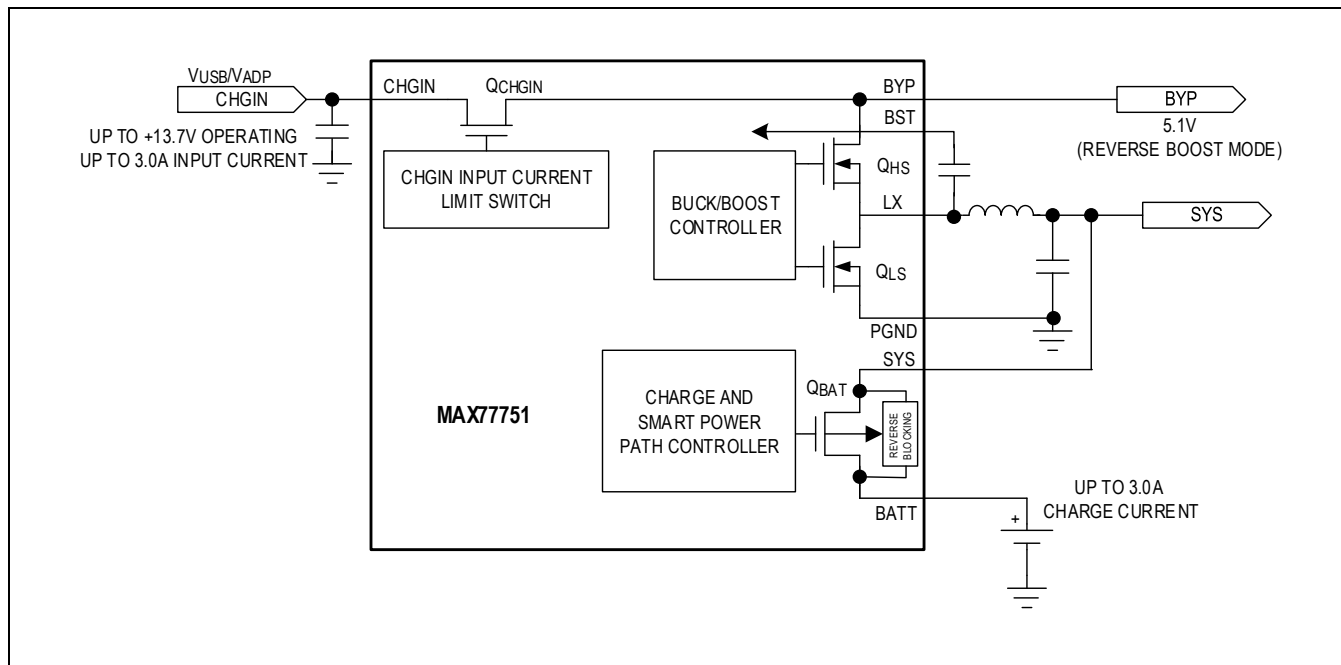 VUSB/VADP
CHGIN
UP TO +13.7V OPERATING
UP TO 3.0A INPUT CURRENT
CHGIN
QCHGIN
CHGIN INPUT CURRENT
LIMIT SWITCH
BYP
BST
BYP
5.1V
(REVERSE BOOST MODE)
BUCK/BOOST
CONTROLLER
QHS
LX
SYS
QLS
PGND
SYS
MAX77751
CHARGE AND
SMART POWER
PATH CONTROLLER
QBAT
REVERSE
BLOCKING
BATT
UP TO 3.0A
CHARGE CURRENT
+